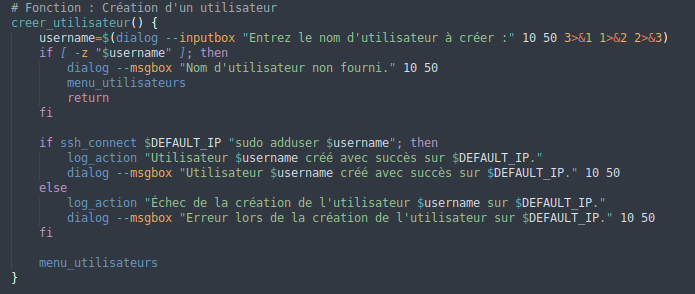 # Fonction : Création d'un utilisateur
creer_utilisateur() {
    username=$(dialog --inputbox "Entrez le nom d'utilisateur à créer :" 10 50 3>&1 1>&2 2>&3)
    if [ -z "$username" ]; then
        dialog --msgbox "Nom d'utilisateur non fourni." 10 50
        menu_utilisateurs
        return
    fi

    if ssh_connect $DEFAULT_IP "sudo adduser $username"; then
        log_action "Utilisateur $username créé avec succès sur $DEFAULT_IP."
        dialog --msgbox "Utilisateur $username créé avec succès sur $DEFAULT_IP." 10 50
    else
        log_action "Échec de la création de l'utilisateur $username sur $DEFAULT_IP."
        dialog --msgbox "Erreur lors de la création de l'utilisateur sur $DEFAULT_IP." 10 50
    fi

    menu_utilisateurs
}